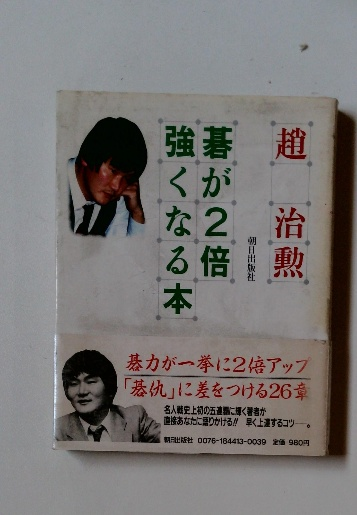 趙 治勲
碁が2倍
強くなる本
朝日出版社
碁力が一挙に2倍アップ
「碁仇」に差をつける26章
名人戦史上初の五連覇に輝く著者が
直接あなたに語りかける!! 早く上達するコツ──。
朝日出版社 0076-184413-0039 定価 980円